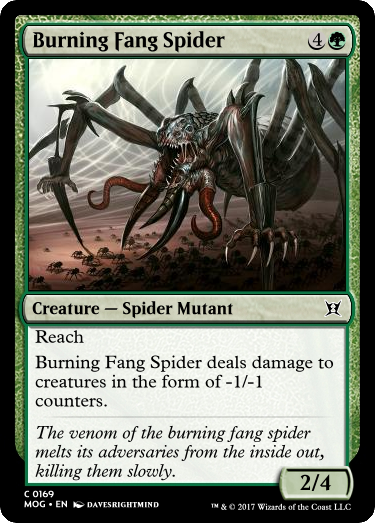 Burning Fang Spider 4
Creature — Spider Mutant
Reach
Burning Fang Spider deals damage to
creatures in the form of -1/-1
counters.
The venom of the burning fang spider
melts its adversaries from the inside out,
killing them slowly.
2/4
C 0169
MOG • EN DAVESRIGHTMIND
™ & © 2017 Wizards of the Coast LLC